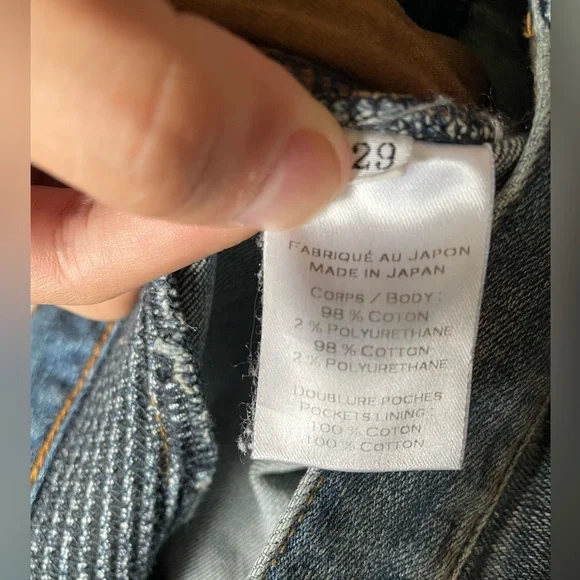 29
FABRIQUÉ AU JAPON
MADE IN JAPAN
CORPS / BODY :
98 % COTON
2 % POLYURETHANE
98 % COTTON
2 % POLYURETHANE
DOUBLURE POCHES
POCKETS LINING :
100 % COTON
100 % COTTON